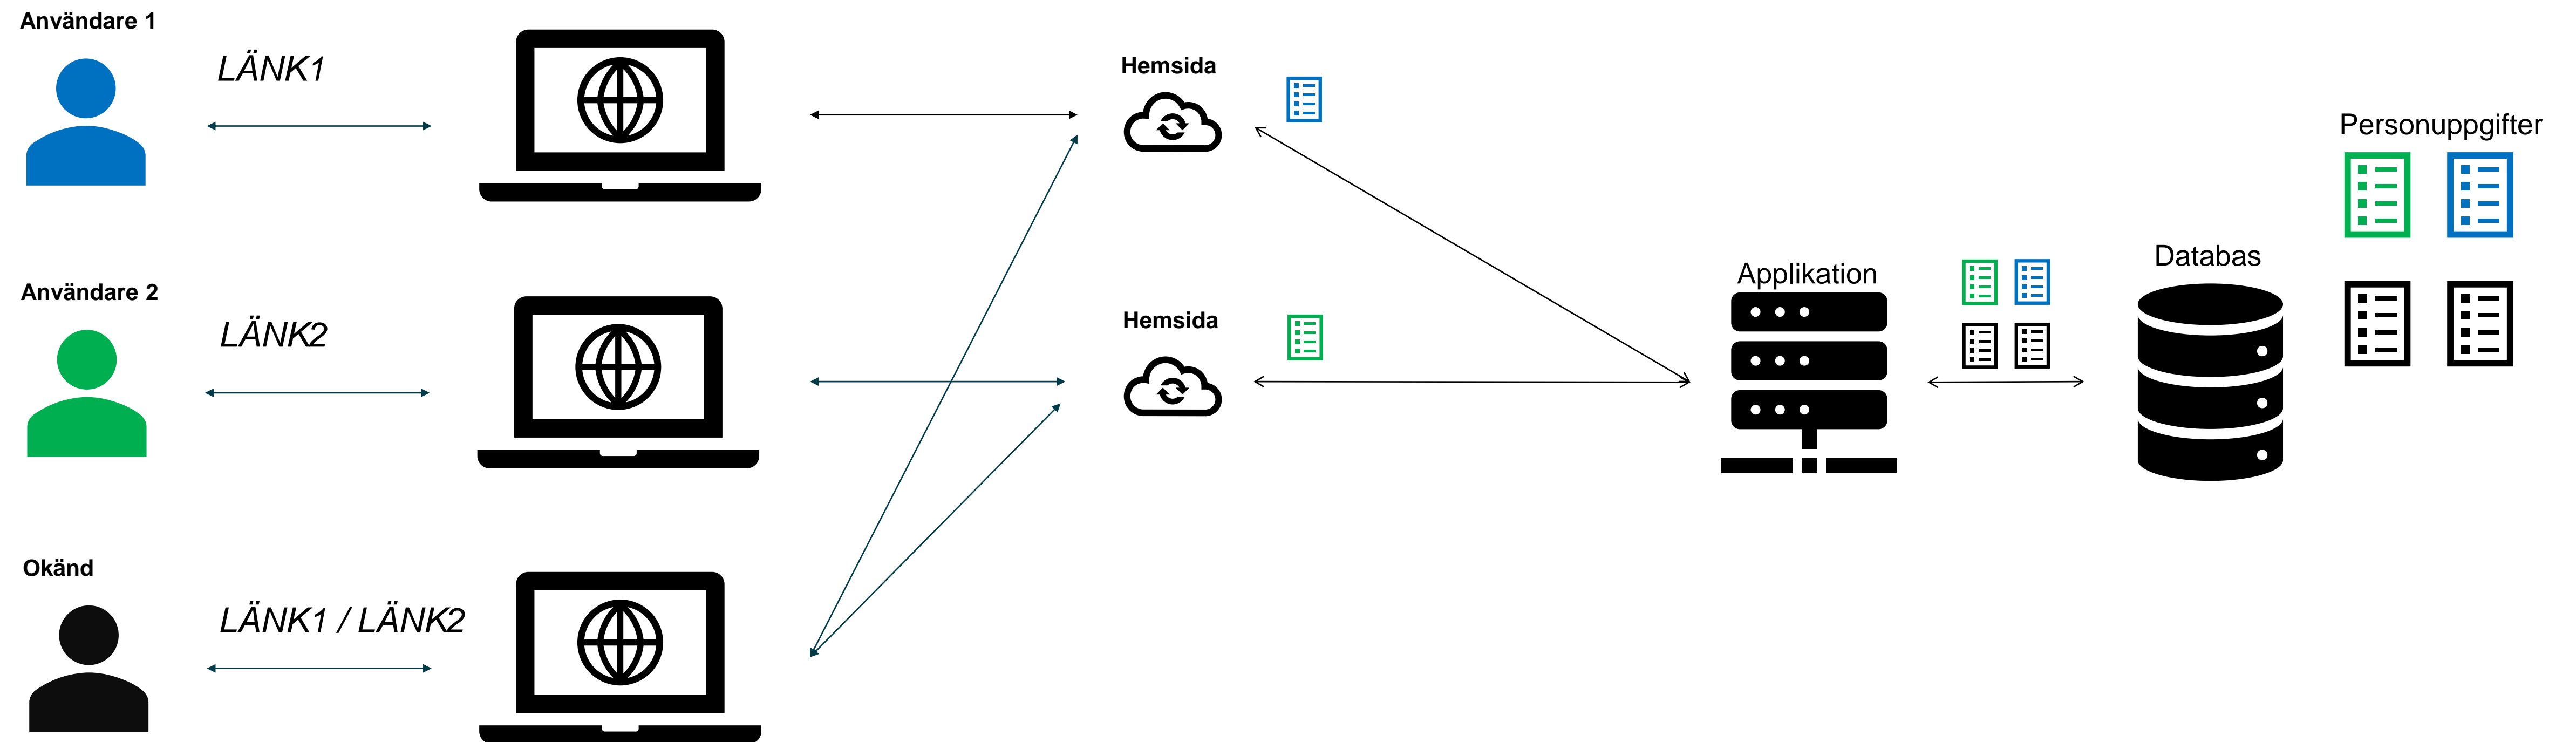 Användare 1
LÄNK1
Hemsida
Personuppgifter
Databas
Applikation
Användare 2
LÄNK2
Hemsida
Okänd
LÄNK1 / LÄNK2